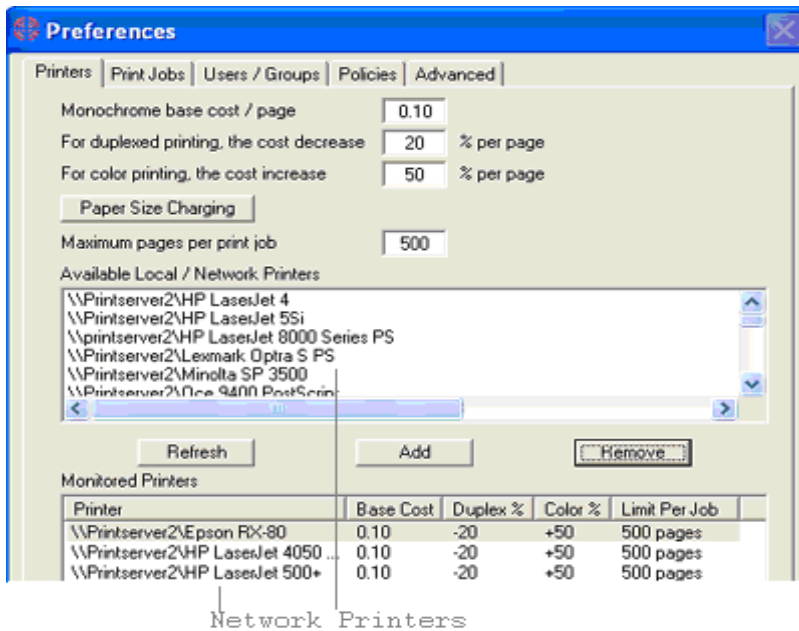 Preferences
Printers Print Jobs Users / Groups Policies Advanced
Monochrome base cost / page 0.10
For duplexed printing, the cost decrease 20 % per page
For color printing, the cost increase 50 % per page
Paper Size Charging
Maximum pages per print job 500
Available Local / Network Printers
\\Printserver2\HP LaserJet 4
\\Printserver2\HP LaserJet 5Si
\\printserver2\HP LaserJet 8000 Series PS
\\Printserver2\Lexmark Optra S PS
\\Printserver2\Minolta SP 3500
\\Printserver2\Oce 9400 PostScript
Refresh Add Remove
Monitored Printers
Printer Base Cost Duplex % Color % Limit Per Job
\\Printserver2\Epson RX-80 0.10 -20 +50 500 pages
\\Printserver2\HP LaserJet 4050 ... 0.10 -20 +50 500 pages
\\Printserver2\HP LaserJet 500+ 0.10 -20 +50 500 pages
Network Printers